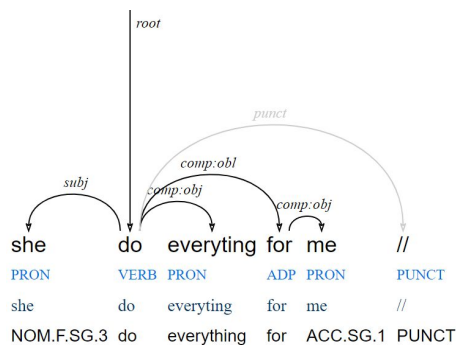 root
punct
comp:obl
subj comp:obj comp:obj
she do everyting for me //
PRON VERB PRON ADP PRON PUNCT
she do everyting for me //
NOM.F.SG.3 do everything for ACC.SG.1 PUNCT